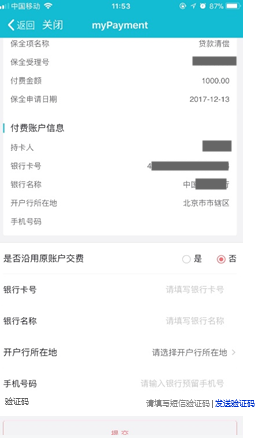 中国移动 11:53 87%
返回 关闭 myPayment
保全项名称 贷款清偿
保全受理号
付费金额 1000.00
保全申请日期 2017-12-13
付费账户信息
持卡人
银行卡号 4
银行名称 中国 行
开户行所在地 北京市市辖区
手机号码
是否沿用原账户交费 是 否
银行卡号 请填写银行卡号
银行名称 请填写银行名称
开户行所在地 请选择开户行所在地
手机号码 请输入银行预留手机号
验证码 请填写短信验证码 | 发送验证码
提交